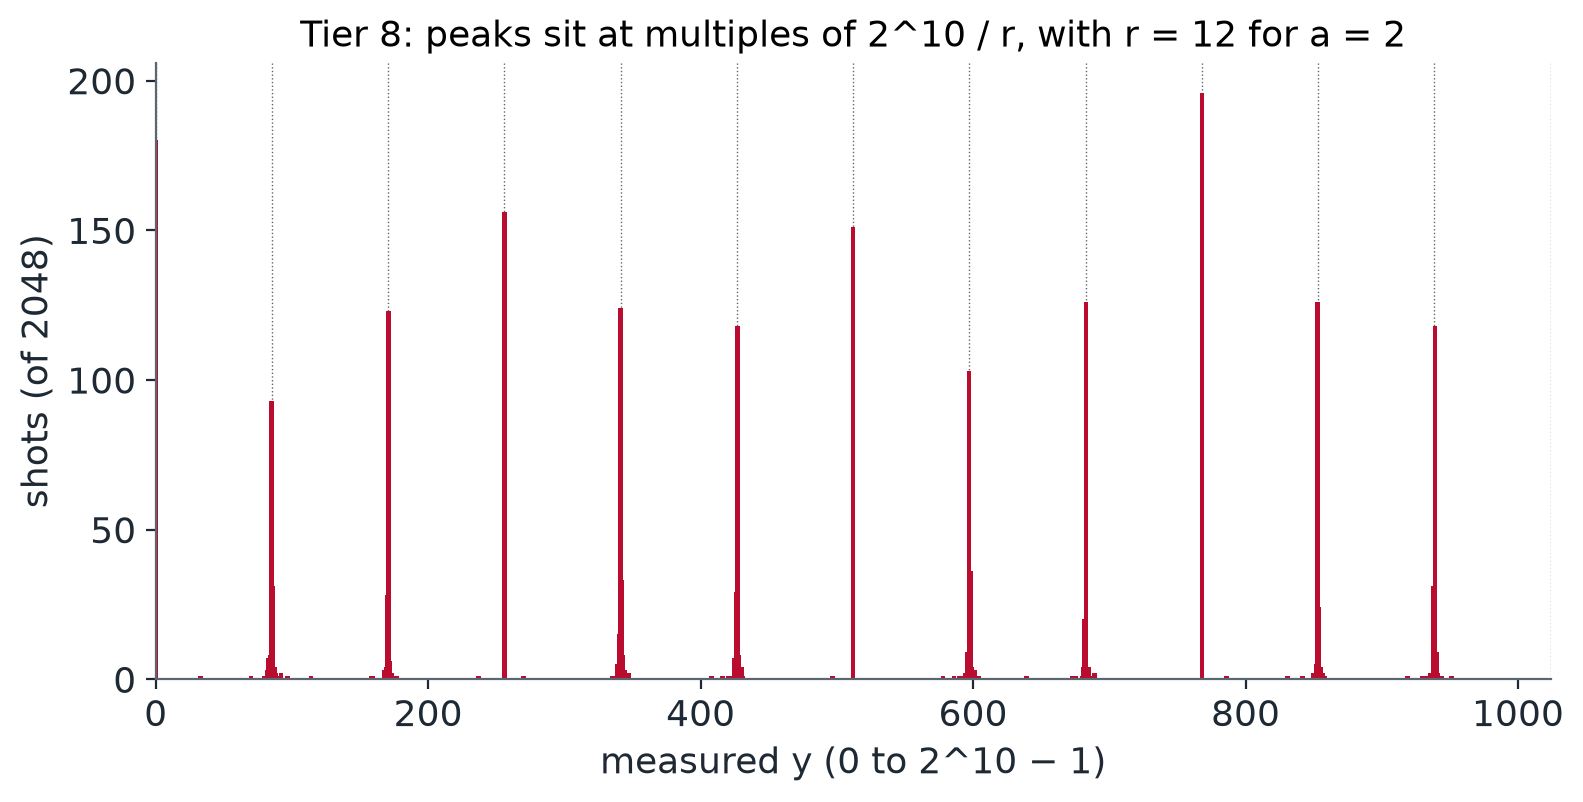 Tier 8: peaks sit at multiples of 2^10 / r, with r = 12 for a = 2
200
150
100
50
0
shots (of 2048)
0 200 400 600 800 1000
measured y (0 to 2^10 − 1)